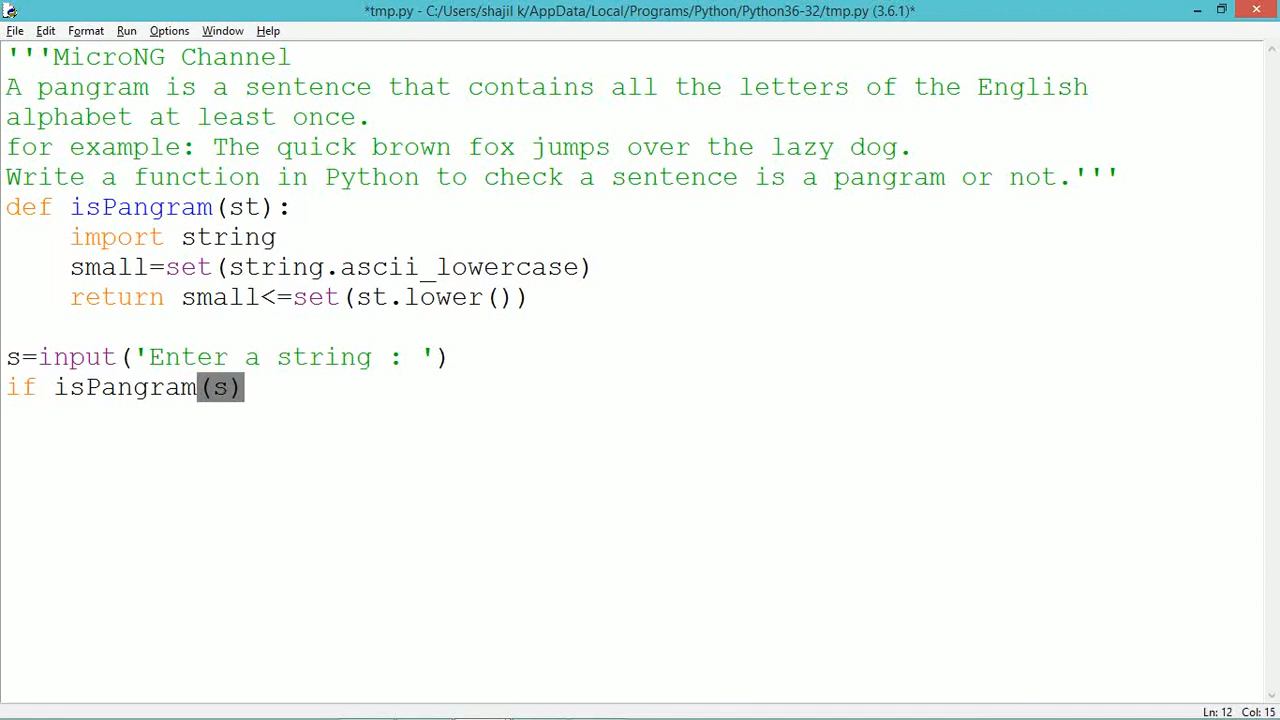 *tmp.py - C:/Users/shajil k/AppData/Local/Programs/Python/Python36-32/tmp.py (3.6.1)*
File Edit Format Run Options Window Help
'''MicroNG Channel
A pangram is a sentence that contains all the letters of the English
alphabet at least once.
for example: The quick brown fox jumps over the lazy dog.
Write a function in Python to check a sentence is a pangram or not.'''
def isPangram(st):
    import string
    small=set(string.ascii_lowercase)
    return small<=set(st.lower())
s=input('Enter a string : ')
if isPangram(s)
Ln: 12 Col: 15